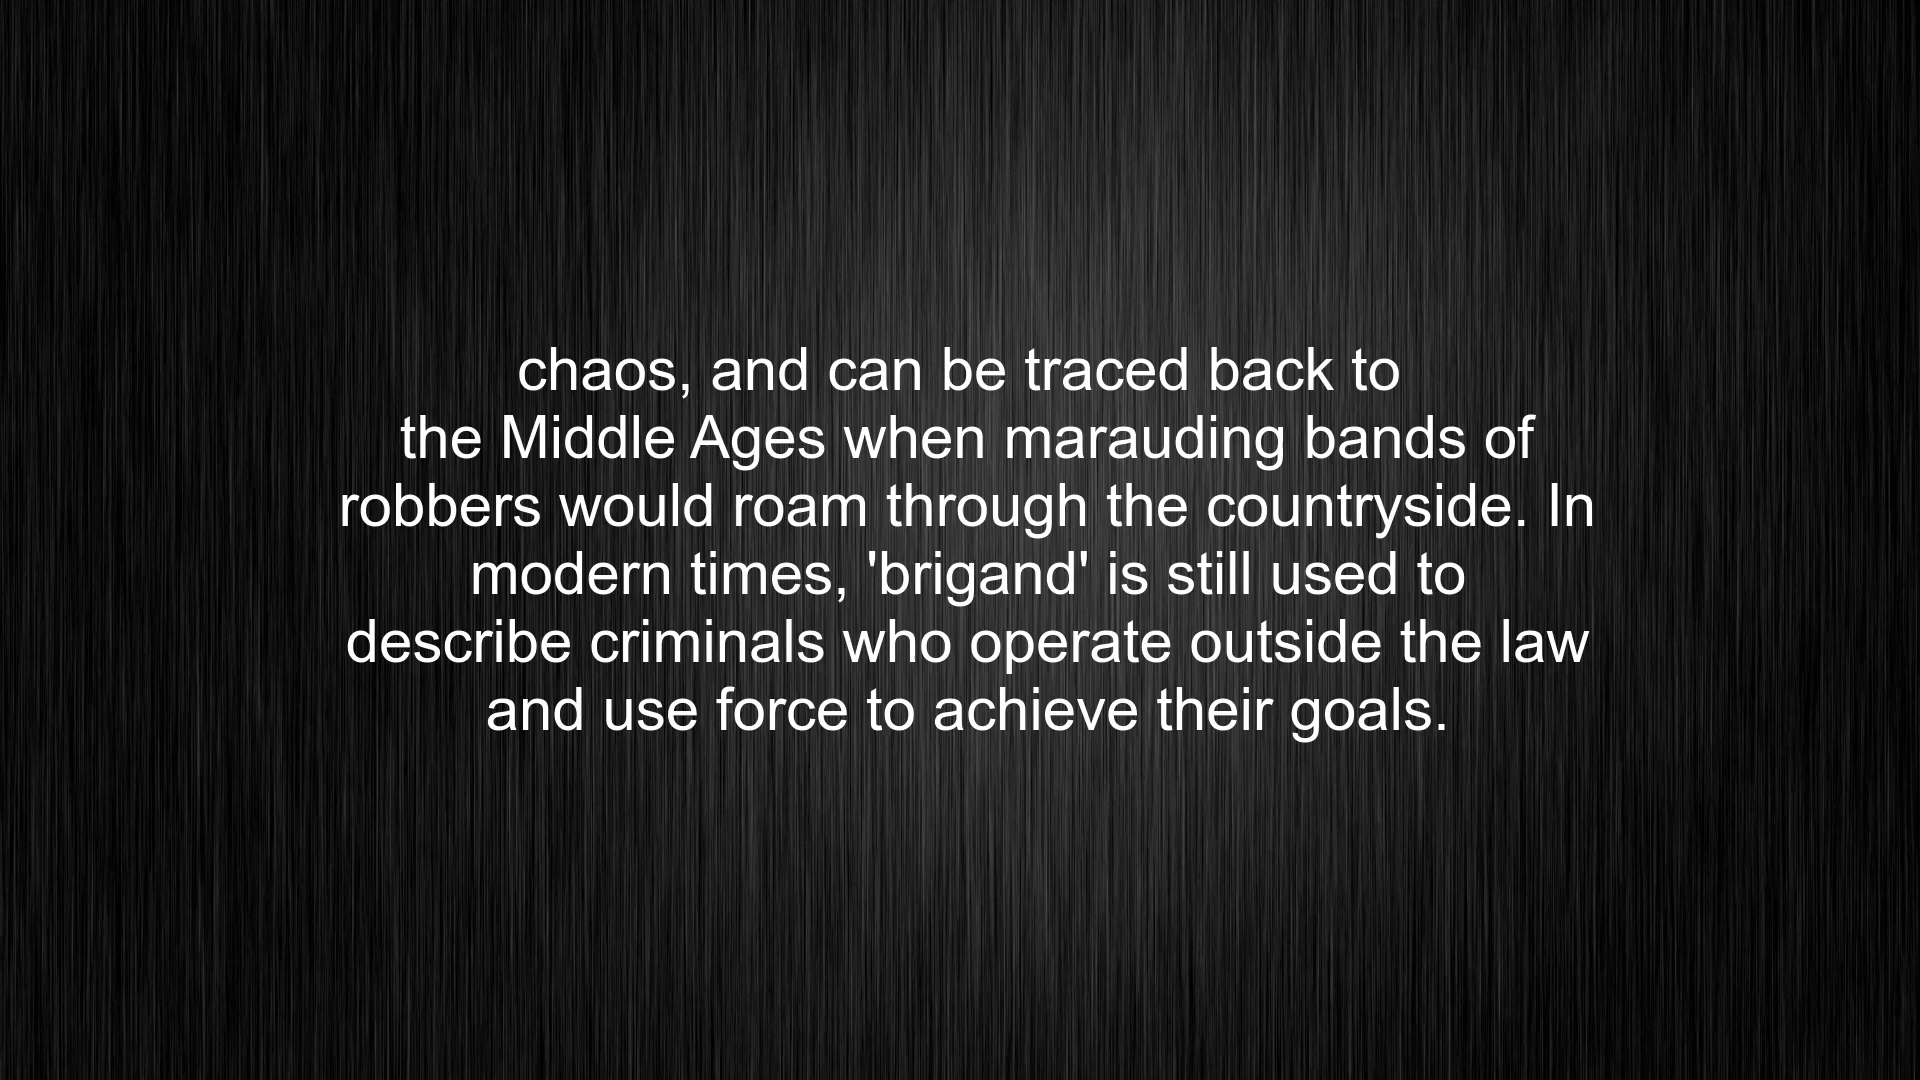 chaos, and can be traced back to
the Middle Ages when marauding bands of
robbers would roam through the countryside. In
modern times, 'brigand' is still used to
describe criminals who operate outside the law
and use force to achieve their goals.